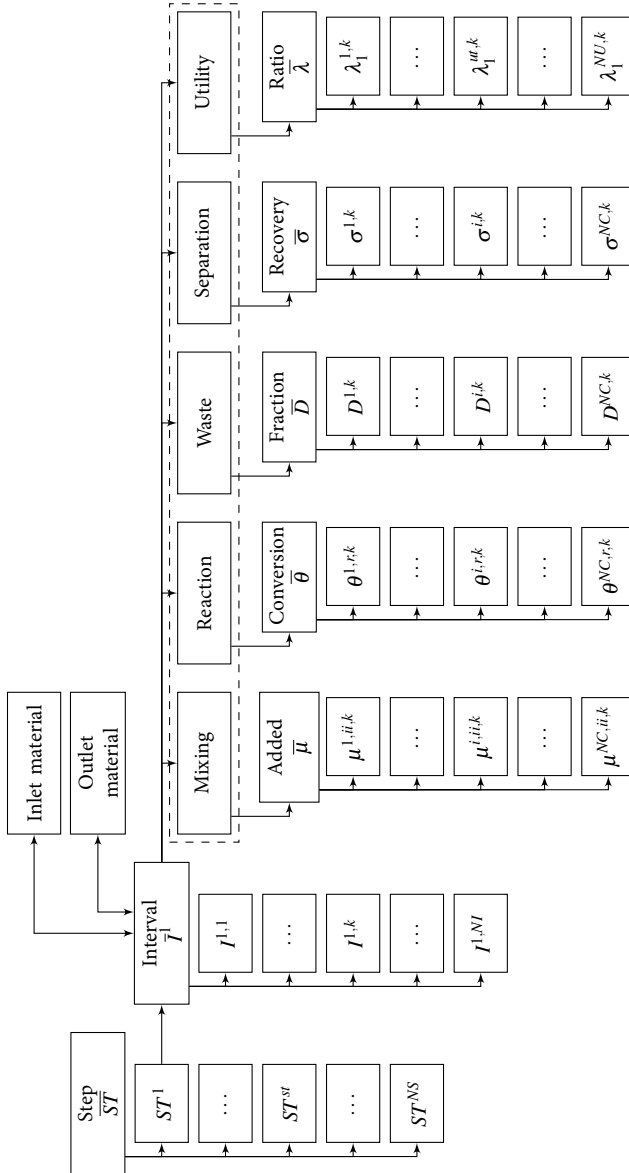 Step
S̅T̅
ST^1
...
ST^st
...
ST^NS
Interval
I̅^1
I^1,1
...
I^1,k
...
I^1,NI
Inlet material
Outlet
material
Mixing
Added
μ̅
μ^1,ii,k
...
μ^i,ii,k
...
μ^NC,ii,k
Reaction
Conversion
θ̅
θ^1,r,k
...
θ^i,r,k
...
θ^NC,r,k
Waste
Fraction
D̅
D^1,k
...
D^i,k
...
D^NC,k
Separation
Recovery
σ̅
σ^1,k
...
σ^i,k
...
σ^NC,k
Utility
Ratio
λ̅
λ_1^1,k
...
λ_1^ut,k
...
λ_1^NU,k